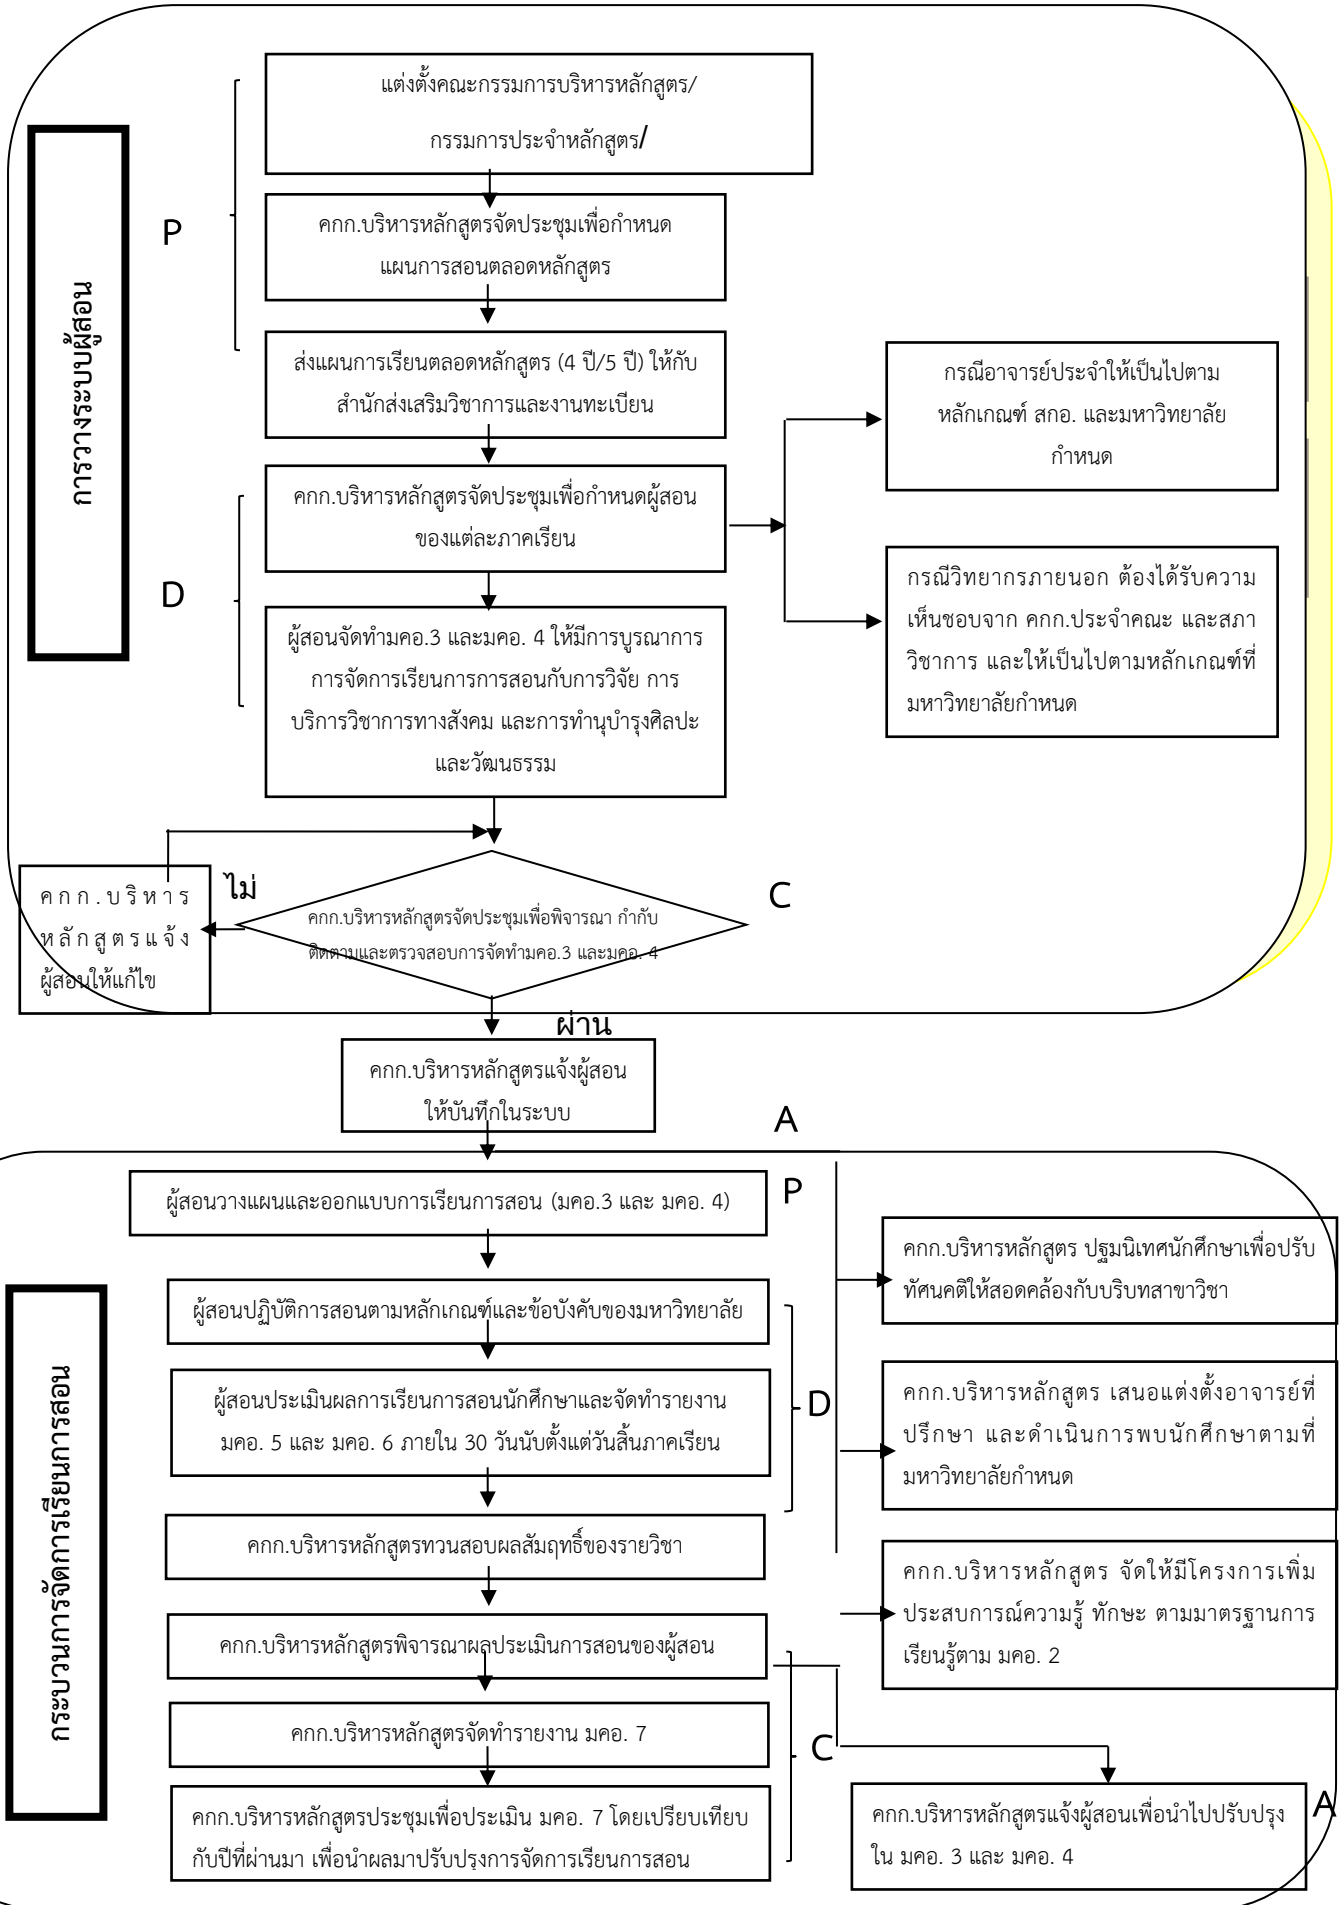 แต่งตั้งคณะกรรมการบริหารหลักสูตร/
กรรมการประจำหลักสูตร/
P
คกก.บริหารหลักสูตรจัดประชุมเพื่อกำหนด
แผนการสอนตลอดหลักสูตร
การวางระบบผู้สอน
ส่งแผนการเรียนตลอดหลักสูตร (4 ปี/5 ปี) ให้กับ
สำนักส่งเสริมวิชาการและงานทะเบียน
กรณีอาจารย์ประจำให้เป็นไปตาม
หลักเกณฑ์ สกอ. และมหาวิทยาลัย
กำหนด
คกก.บริหารหลักสูตรจัดประชุมเพื่อกำหนดผู้สอน
ของแต่ละภาคเรียน
D
กรณีวิทยากรภายนอก ต้องได้รับความ
เห็นชอบจาก คกก.ประจำคณะ และสภา
วิชาการ และให้เป็นไปตามหลักเกณฑ์ที่
มหาวิทยาลัยกำหนด
ผู้สอนจัดทำมคอ.3 และมคอ. 4 ให้มีการบูรณาการ
การจัดการเรียนการการสอนกับการวิจัย การ
บริการวิชาการทางสังคม และการทำนุบำรุงศิลปะ
และวัฒนธรรม
ไม่
C
คกก.บริหาร
หลักสูตรแจ้ง
ผู้สอนให้แก้ไข
คกก.บริหารหลักสูตรจัดประชุมเพื่อพิจารณา กำกับ
ติดตามและตรวจสอบการจัดทำมคอ.3 และมคอ. 4
ผ่าน
คกก.บริหารหลักสูตรแจ้งผู้สอน
ให้บันทึกในระบบ
A
ผู้สอนวางแผนและออกแบบการเรียนการสอน (มคอ.3 และ มคอ. 4)
P
คกก.บริหารหลักสูตร ปฐมนิเทศนักศึกษาเพื่อปรับ
ทัศนคติให้สอดคล้องกับบริบทสาขาวิชา
ผู้สอนปฏิบัติการสอนตามหลักเกณฑ์และข้อบังคับของมหาวิทยาลัย
กระบวนการจัดการเรียนการสอน
ผู้สอนประเมินผลการเรียนการสอนนักศึกษาและจัดทำรายงาน
มคอ. 5 และ มคอ. 6 ภายใน 30 วันนับตั้งแต่วันสิ้นภาคเรียน
D
คกก.บริหารหลักสูตร เสนอแต่งตั้งอาจารย์ที่
ปรึกษา และดำเนินการพบนักศึกษาตามที่
มหาวิทยาลัยกำหนด
คกก.บริหารหลักสูตรทวนสอบผลสัมฤทธิ์ของรายวิชา
คกก.บริหารหลักสูตร จัดให้มีโครงการเพิ่ม
ประสบการณ์ความรู้ ทักษะ ตามมาตรฐานการ
เรียนรู้ตาม มคอ. 2
คกก.บริหารหลักสูตรพิจารณาผลประเมินการสอนของผู้สอน
คกก.บริหารหลักสูตรจัดทำรายงาน มคอ. 7
C
คกก.บริหารหลักสูตรประชุมเพื่อประเมิน มคอ. 7 โดยเปรียบเทียบ
กับปีที่ผ่านมา เพื่อนำผลมาปรับปรุงการจัดการเรียนการสอน
คกก.บริหารหลักสูตรแจ้งผู้สอนเพื่อนำไปปรับปรุง
ใน มคอ. 3 และ มคอ. 4
A